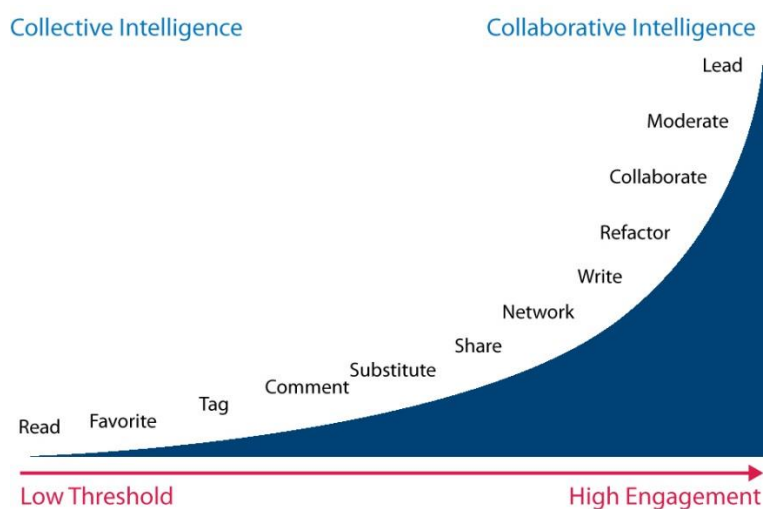 Collective Intelligence
Collaborative Intelligence
Lead
Moderate
Collaborate
Refactor
Write
Network
Share
Substitute
Comment
Tag
Favorite
Read
Low Threshold
High Engagement